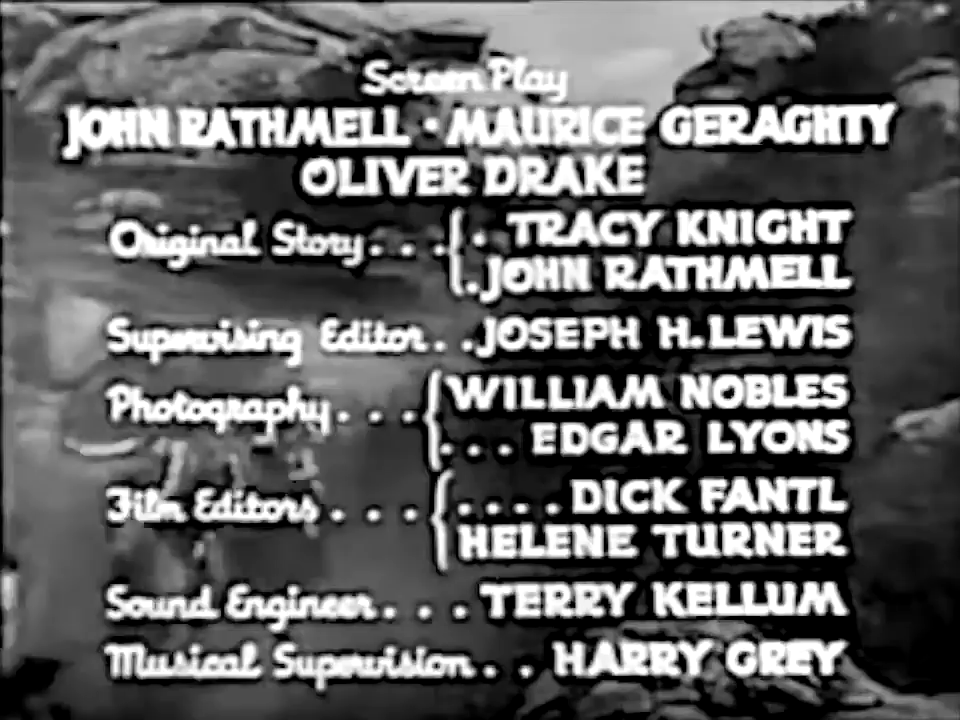 Screen Play
JOHN RATHMELL · MAURICE GERAGHTY
OLIVER DRAKE
Original Story. . . . TRACY KNIGHT
. JOHN RATHMELL
Supervising Editor. . JOSEPH H. LEWIS
Photography. . . WILLIAM NOBLES
. . . EDGAR LYONS
Film Editors . . . . . . . DICK FANTL
HELENE TURNER
Sound Engineer. . . TERRY KELLUM
Musical Supervision. . HARRY GREY